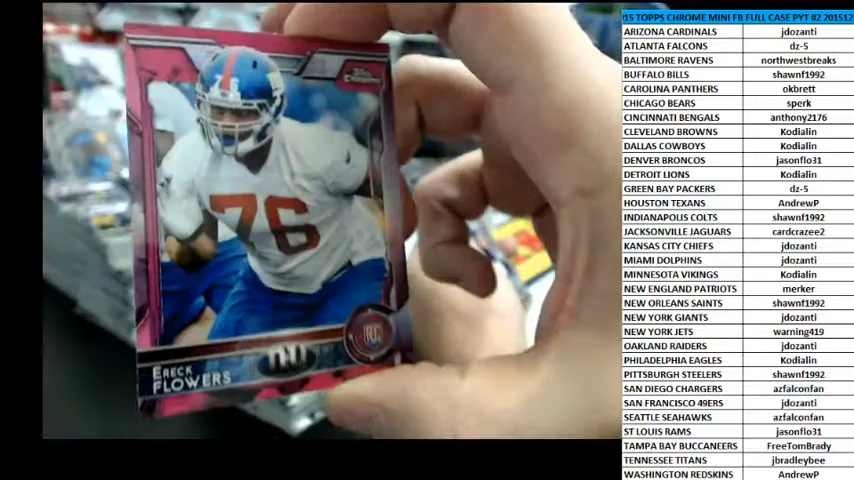 15 TOPPS CHROME MINI FB FULL CASE PYT #2 201512
ARIZONA CARDINALS jdozanti
ATLANTA FALCONS dz-5
BALTIMORE RAVENS northwestbreaks
BUFFALO BILLS shawnf1992
CAROLINA PANTHERS okbrett
CHICAGO BEARS sperk
CINCINNATI BENGALS anthony2176
CLEVELAND BROWNS Kodialin
DALLAS COWBOYS Kodialin
DENVER BRONCOS jasonflo31
DETROIT LIONS Kodialin
GREEN BAY PACKERS dz-5
HOUSTON TEXANS AndrewP
INDIANAPOLIS COLTS shawnf1992
JACKSONVILLE JAGUARS cardcrazee2
KANSAS CITY CHIEFS jdozanti
MIAMI DOLPHINS jdozanti
MINNESOTA VIKINGS Kodialin
NEW ENGLAND PATRIOTS merker
NEW ORLEANS SAINTS shawnf1992
NEW YORK GIANTS jdozanti
NEW YORK JETS warning419
OAKLAND RAIDERS jdozanti
PHILADELPHIA EAGLES Kodialin
PITTSBURGH STEELERS shawnf1992
SAN DIEGO CHARGERS azfalconfan
SAN FRANCISCO 49ERS jdozanti
SEATTLE SEAHAWKS azfalconfan
ST LOUIS RAMS jasonflo31
TAMPA BAY BUCCANEERS FreeTomBrady
TENNESSEE TITANS jbradleybee
WASHINGTON REDSKINS AndrewP
CHROME
76
76
RC
ERECK
FLOWERS